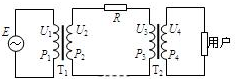 R
U₁ U₂ U₃ U₄
E
P₁ P₂ P₃ P₄
T₁ T₂
用户